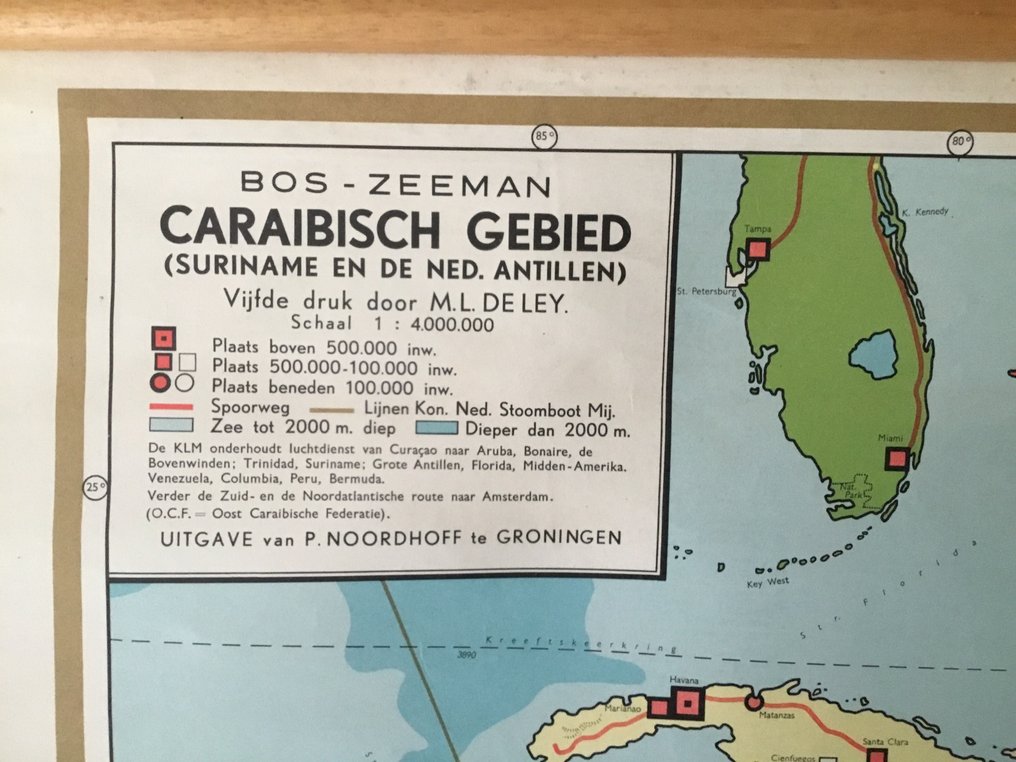 85°
80°
BOS - ZEEMAN
CARAIBISCH GEBIED
(SURINAME EN DE NED. ANTILLEN)
Vijfde druk door M.L. DE LEY.
Schaal 1 : 4.000.000
Plaats boven 500.000 inw.
Plaats 500.000-100.000 inw.
Plaats beneden 100.000 inw.
Spoorweg Lijnen Kon. Ned. Stoomboot Mij.
Zee tot 2000 m. diep Dieper dan 2000 m.
De KLM onderhoudt luchtdienst van Curaçao naar Aruba, Bonaire, de
Bovenwinden; Trinidad, Suriname; Grote Antillen, Florida, Midden-Amerika.
Venezuela, Columbia, Peru, Bermuda.
Verder de Zuid- en de Noordatlantische route naar Amsterdam.
(O.C.F. = Oost Caraibische Federatie).
UITGAVE van P. NOORDHOFF te GRONINGEN
25°
K. Kennedy
Tampa
St. Petersburg
Miami
Nat.
Park
Key West
Str. Florida
Kreeftskeerkring
3890
Havana
Marianao
Matanzas
Santa Clara
Cienfuegos